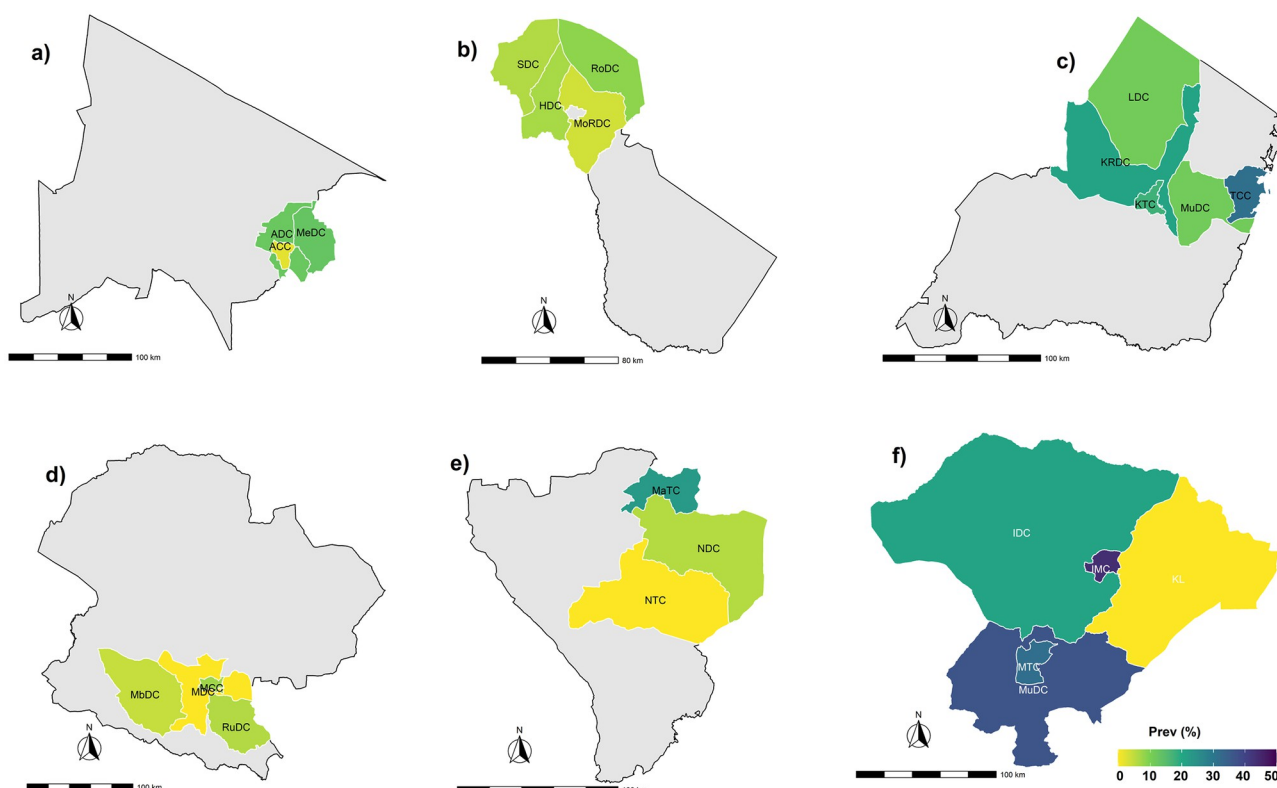 a)
ADC
MeDC
ACC
N
100 km
b)
SDC
RoDC
HDC
MoRDC
N
80 km
c)
LDC
KRDC
KTC
MuDC
TCC
N
100 km
d)
MbDC
MDC
MCC
RuDC
N
100 km
e)
MaTC
NDC
NTC
N
f)
IDC
IMC
KL
MTC
MuDC
N
100 km
Prev (%)
0 10 20 30 40 50